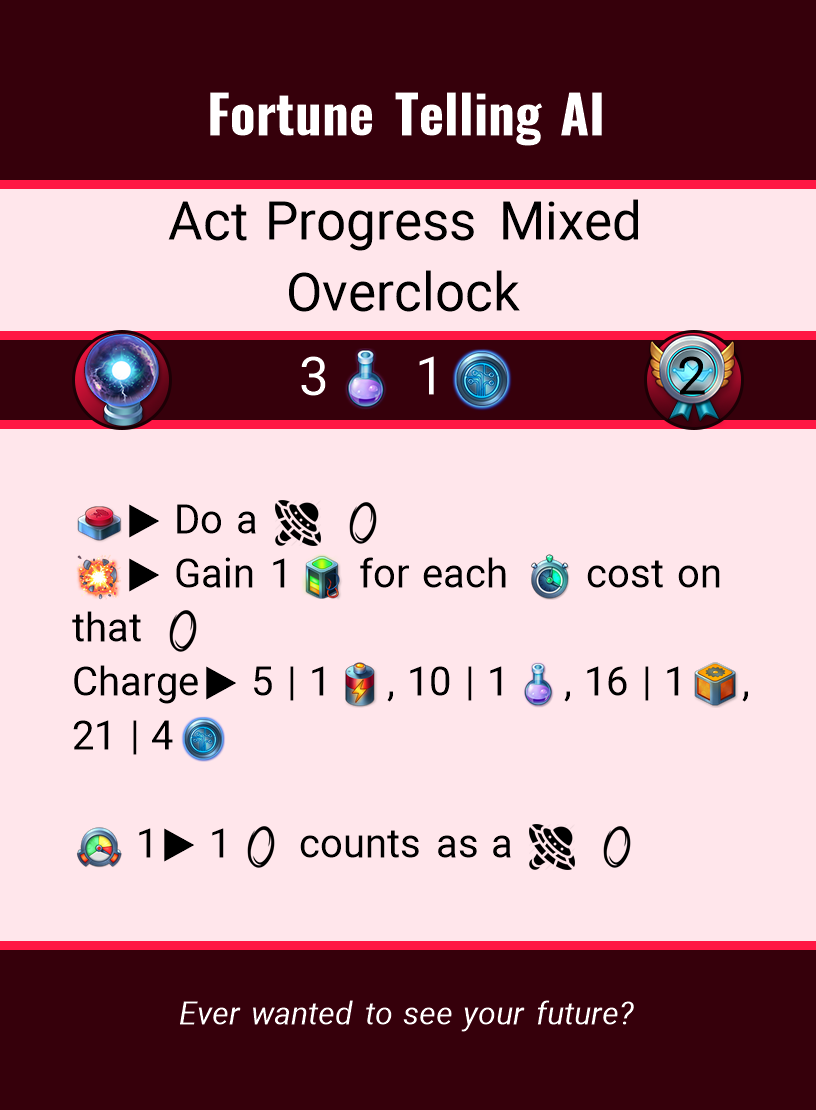 Fortune Telling AI
Act Progress Mixed
Overclock
3 1 2
Do a
Gain 1 for each cost on
that
Charge▶ 5 | 1 , 10 | 1 , 16 | 1 ,
21 | 4
1▶ 1 counts as a
Ever wanted to see your future?